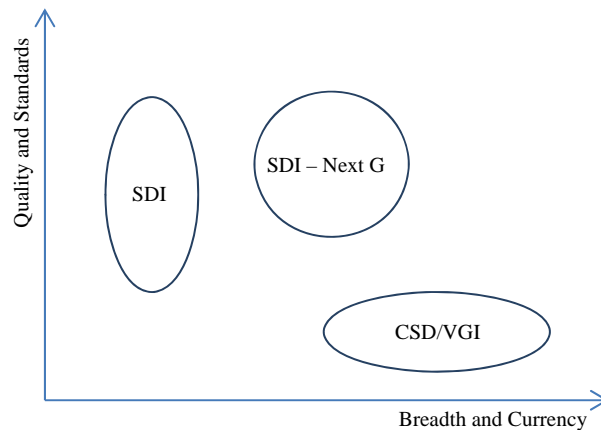 Quality and Standards
SDI
SDI – Next G
CSD/VGI
Breadth and Currency